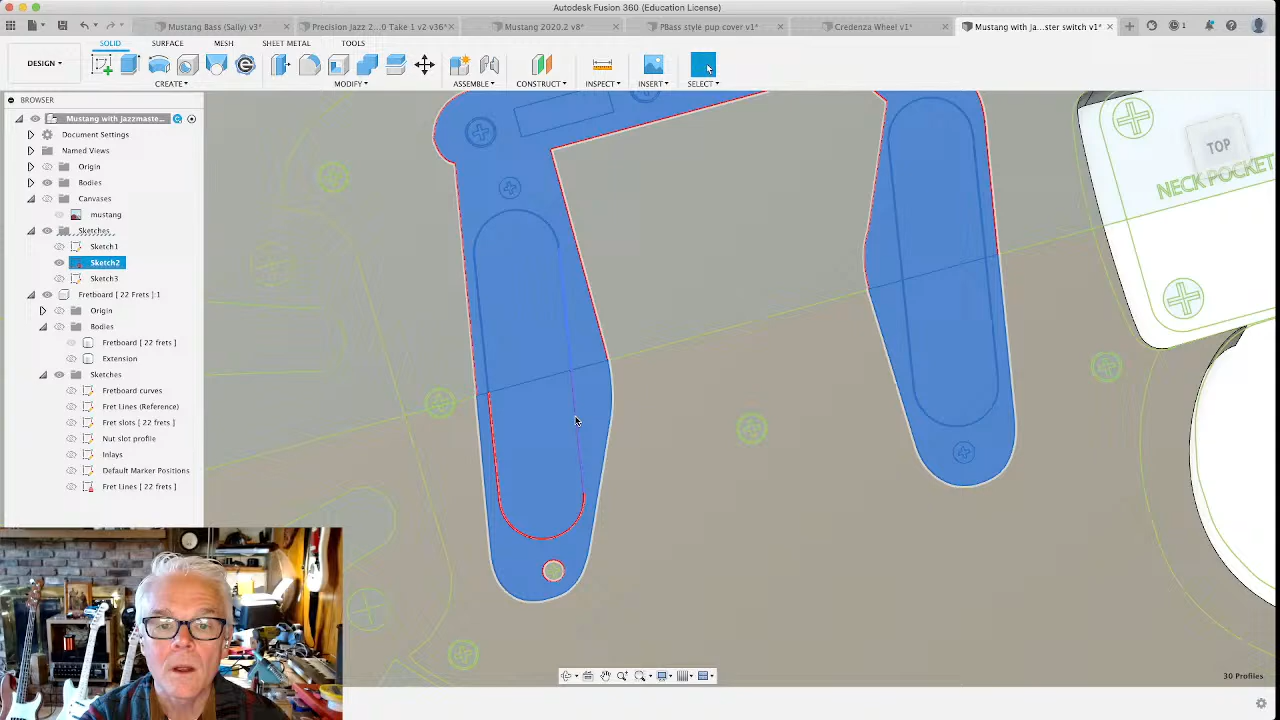 Autodesk Fusion 360 (Education License)
Mustang Bass (Sally) v3*
Precision Jazz 2...0 Take 1 v2 v36*
Mustang 2020.2 v8*
PBass style pup cover v1*
Credenza Wheel v1*
Mustang with Ja...ster switch v1*
1
SOLID
SURFACE
MESH
SHEET METAL
TOOLS
DESIGN
CREATE
MODIFY
ASSEMBLE
CONSTRUCT
INSPECT
INSERT
SELECT
BROWSER
Mustang with Jazzmaste...
Document Settings
Named Views
Origin
Bodies
Canvases
mustang
Sketches
Sketch1
Sketch2
Sketch3
Fretboard [ 22 Frets ]:1
Origin
Bodies
Fretboard [ 22 frets ]
Extension
Sketches
Fretboard curves
Fret Lines (Reference)
Fret slots [ 22 frets ]
Nut slot profile
Inlays
Default Marker Positions
Fret Lines [ 22 frets ]
TOP
NECK POCKET
30 Profiles